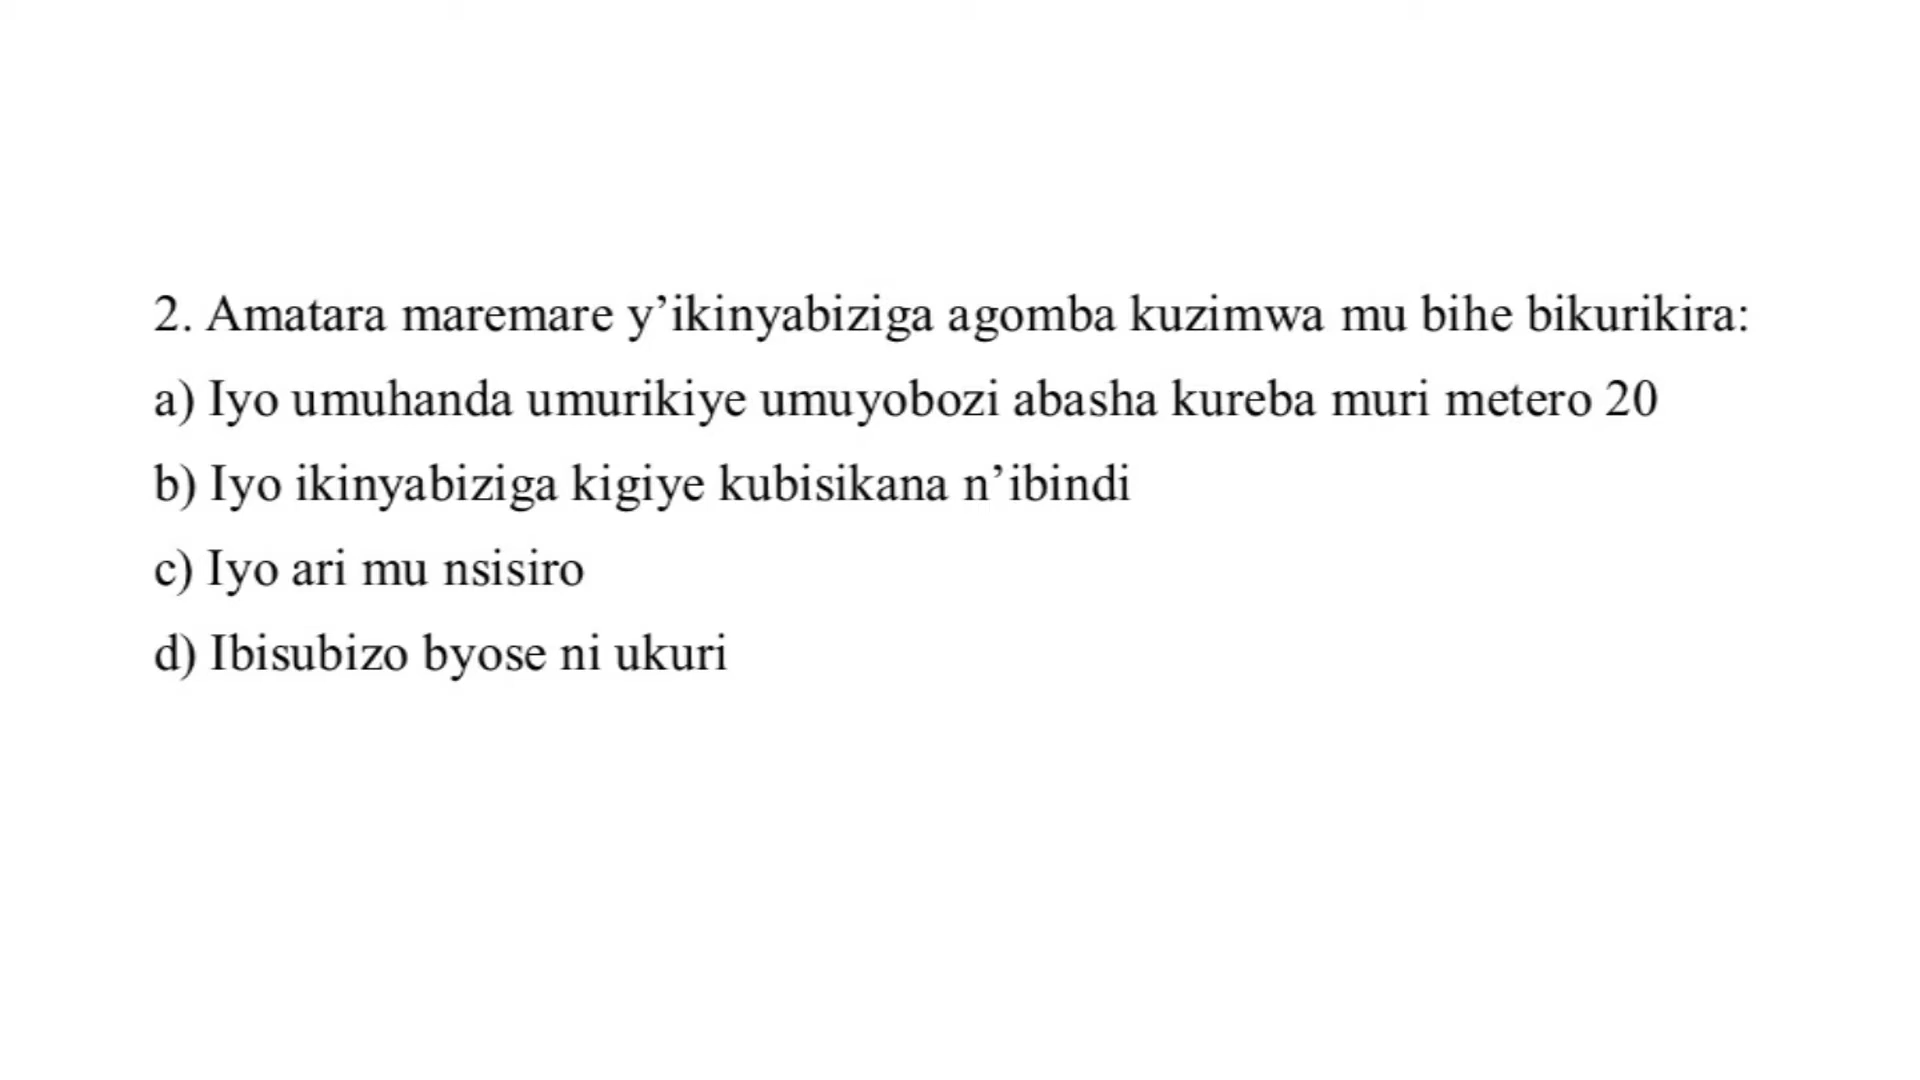 2. Amatara maremare y’ikinyabiziga agomba kuzimwa mu bihe bikurikira:
a) Iyo umuhanda umurikiye umuyobozi abasha kureba muri metero 20
b) Iyo ikinyabiziga kigiye kubisikana n’ibindi
c) Iyo ari mu nsisiro
d) Ibisubizo byose ni ukuri